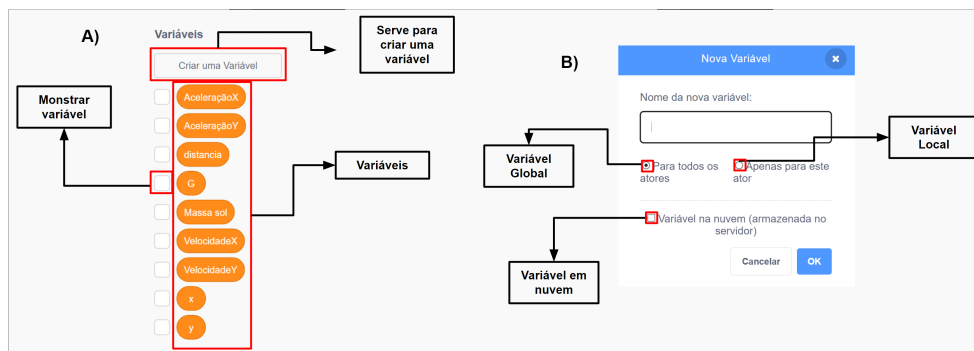 A)
Variáveis
Criar uma Variável
Serve para
criar uma
variável
Monstrar
variável
AceleraçãoX
AceleraçãoY
distancia
G
Massa sol
VelocidadeX
VelocidadeY
x
y
Variáveis
B)
Nova Variável
Nome da nova variável:
Variável
Global
Variável
Local
Para todos os
atores
Apenas para este
ator
Variável na nuvem (armazenada no
servidor)
Cancelar
OK
Variável em
nuvem